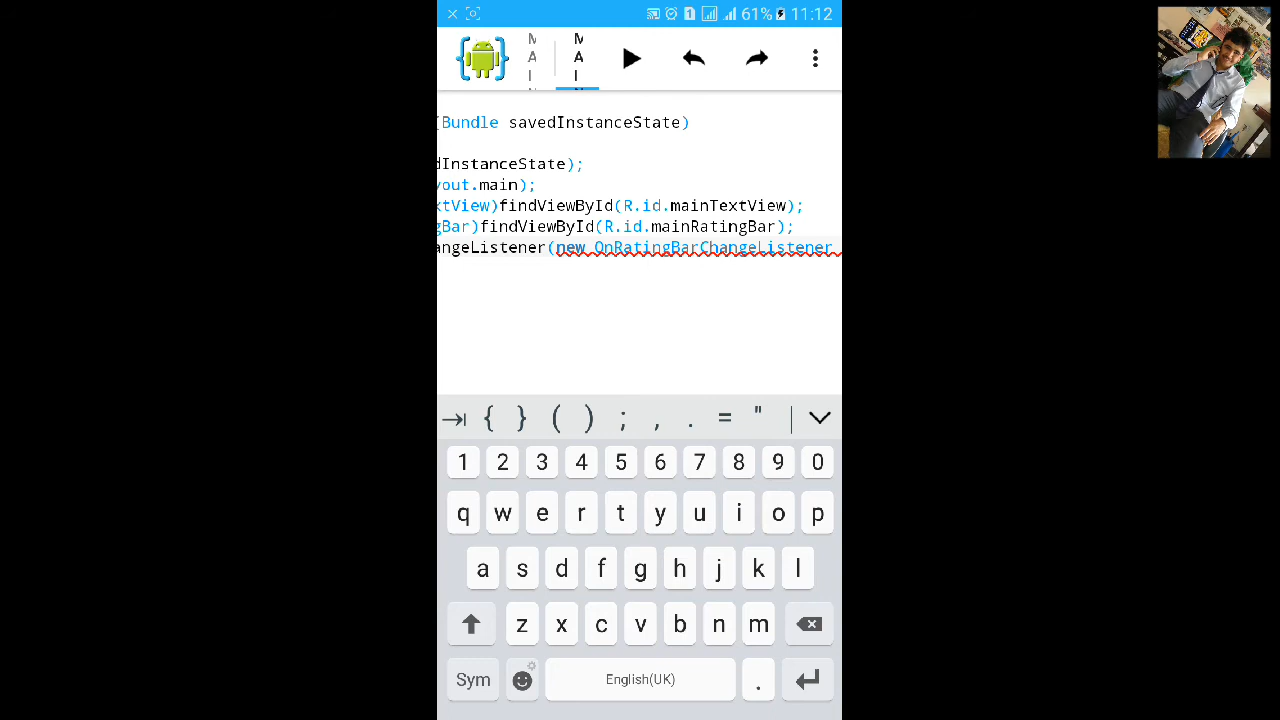 61% 11:12
M A I N
M A I N
(Bundle savedInstanceState)
dInstanceState);
yout.main);
xtView)findViewById(R.id.mainTextView);
gBar)findViewById(R.id.mainRatingBar);
angeListener(new OnRatingBarChangeListener
{ } ( ) ; , . = "
1 2 3 4 5 6 7 8 9 0
q w e r t y u i o p
a s d f g h j k l
z x c v b n m
Sym English(UK) .